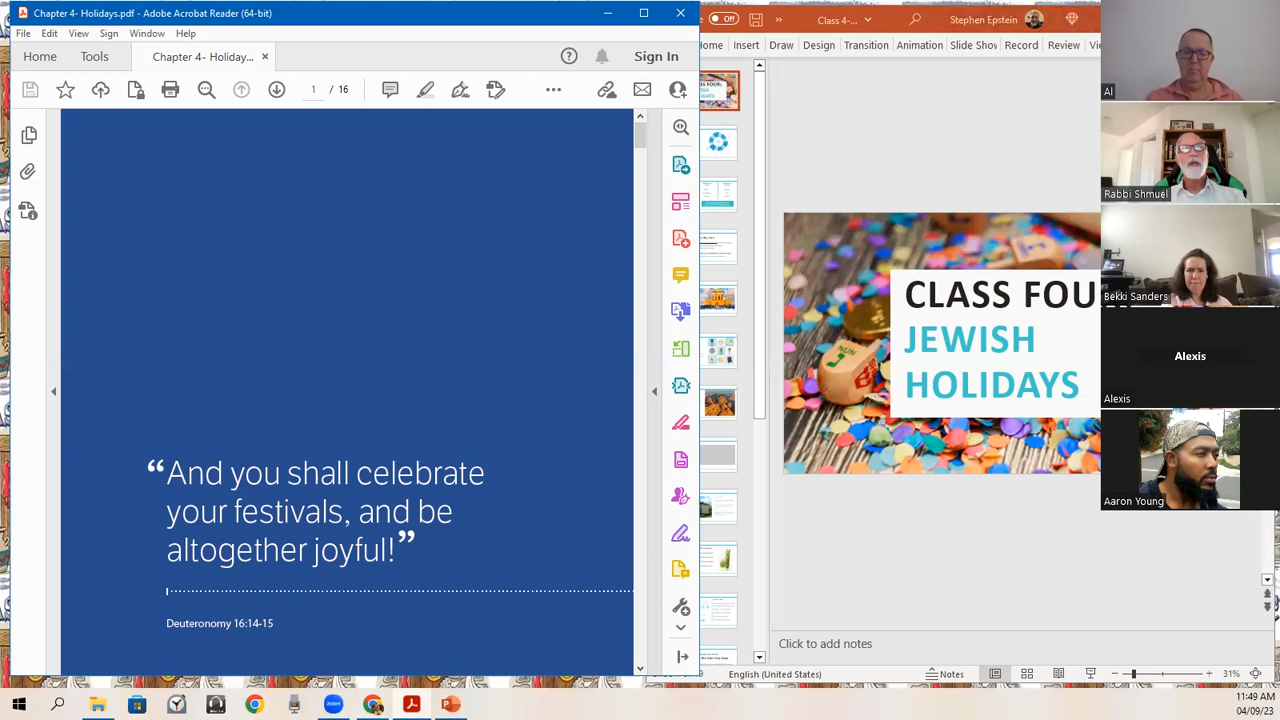 Chapter 4- Holidays.pdf - Adobe Acrobat Reader (64-bit)
File Edit View Sign Window Help
Home Tools Chapter 4- Holiday... × Sign In
1 / 16
“And you shall celebrate
your festivals, and be
altogether joyful!”
Deuteronomy 16:14-15
Off Class 4-... Stephen Epstein
Home Insert Draw Design Transition Animation Slide Show Record Review
CLASS FOU
JEWISH
HOLIDAYS
NUN
Click to add notes
English (United States) Notes 31%
Al
Rabbi Shmuel
Bekki Sanders
Alexis
Alexis
Aaron Young
zoom
11:49 AM
04/09/23